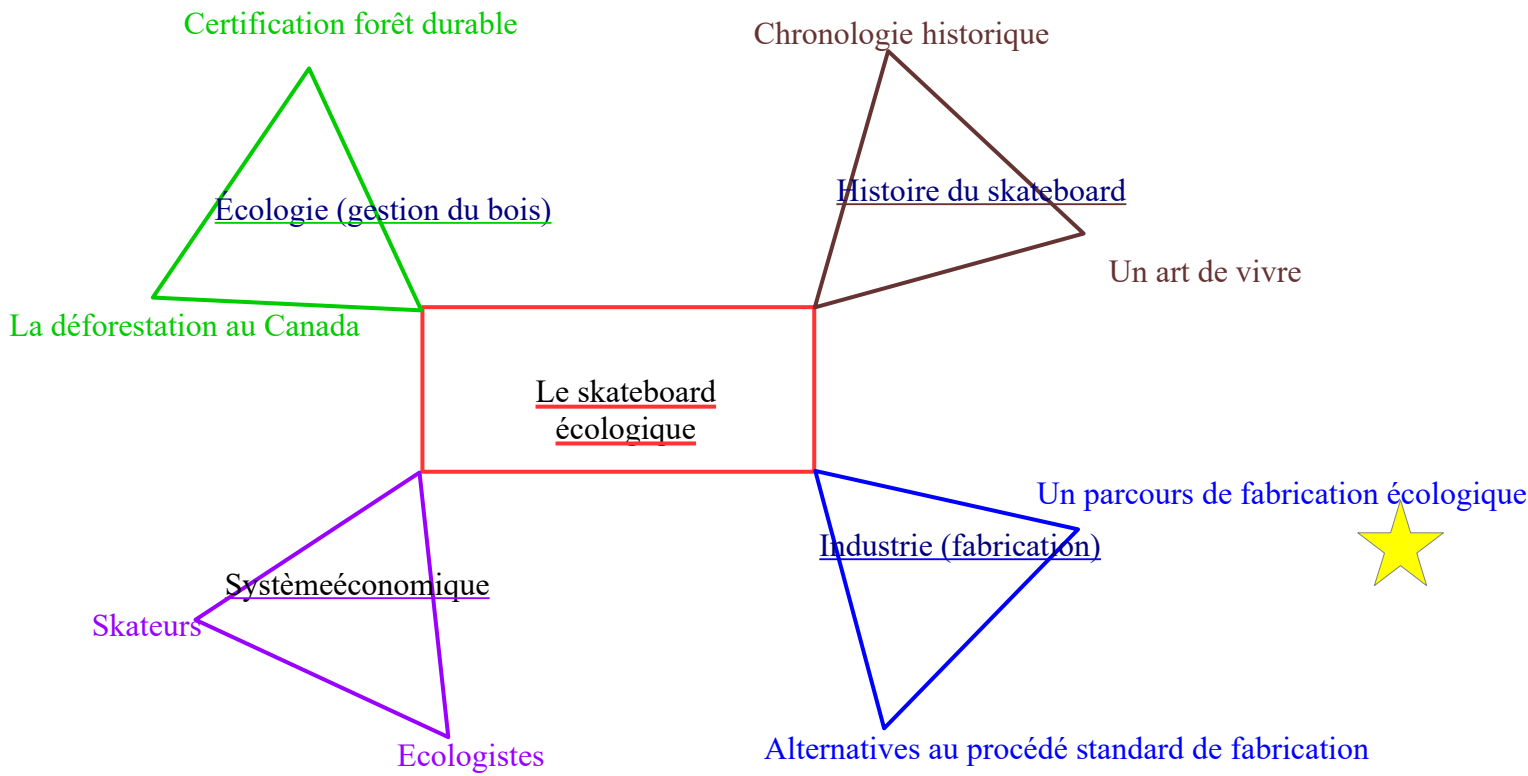 Certification forêt durable
Chronologie historique
Écologie (gestion du bois)
Histoire du skateboard
Un art de vivre
La déforestation au Canada
Le skateboard
écologique
Un parcours de fabrication écologique
Industrie (fabrication)
Systèmeéconomique
Skateurs
Ecologistes
Alternatives au procédé standard de fabrication